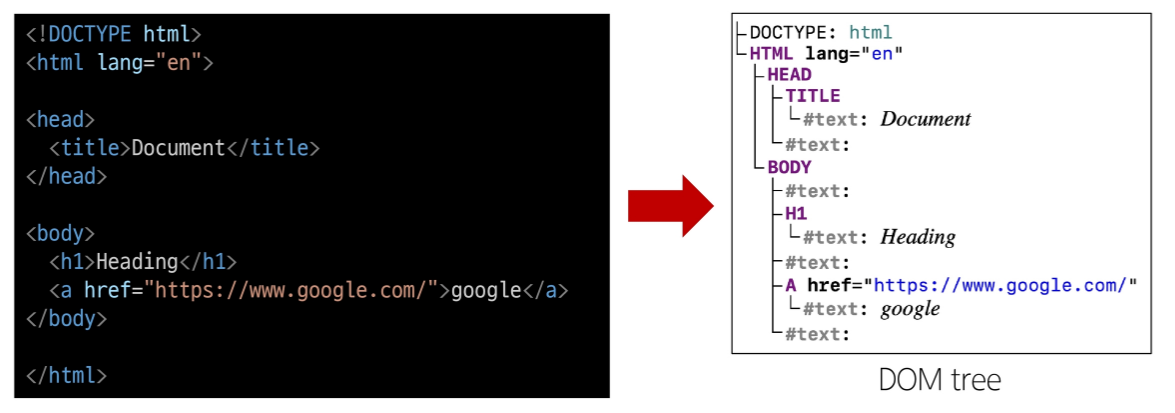 <!DOCTYPE html>
<html lang="en">
<head>
<title>Document</title>
</head>
<body>
<h1>Heading</h1>
<a href="https://www.google.com/">google</a>
</body>
</html>
DOCTYPE: html
HTML lang="en"
HEAD
TITLE
#text: Document
#text:
BODY
#text:
H1
#text: Heading
#text:
A href="https://www.google.com/"
#text: google
#text:
DOM tree